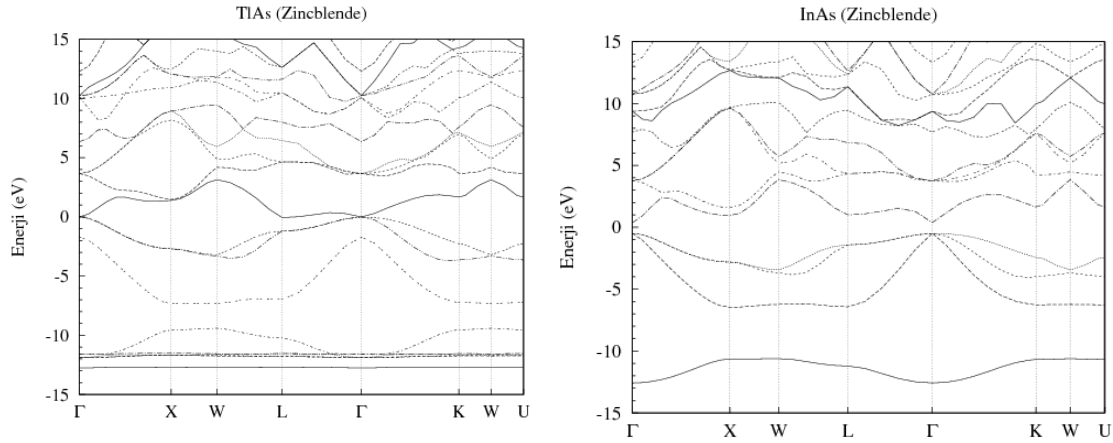 TlAs (Zincblende)
Enerji (eV)
15
10
5
0
-5
-10
-15
Γ X W L Γ K W U
InAs (Zincblende)
Enerji (eV)
15
10
5
0
-5
-10
-15
Γ X W L Γ K W U